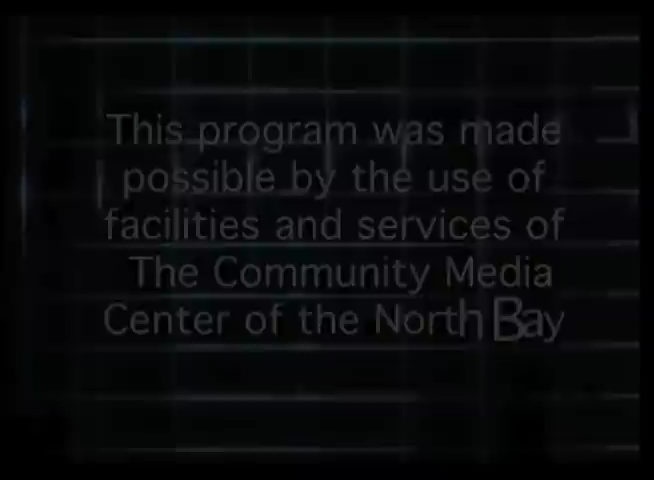 This program was made
possible by the use of
facilities and services of
The Community Media
Center of the North Bay